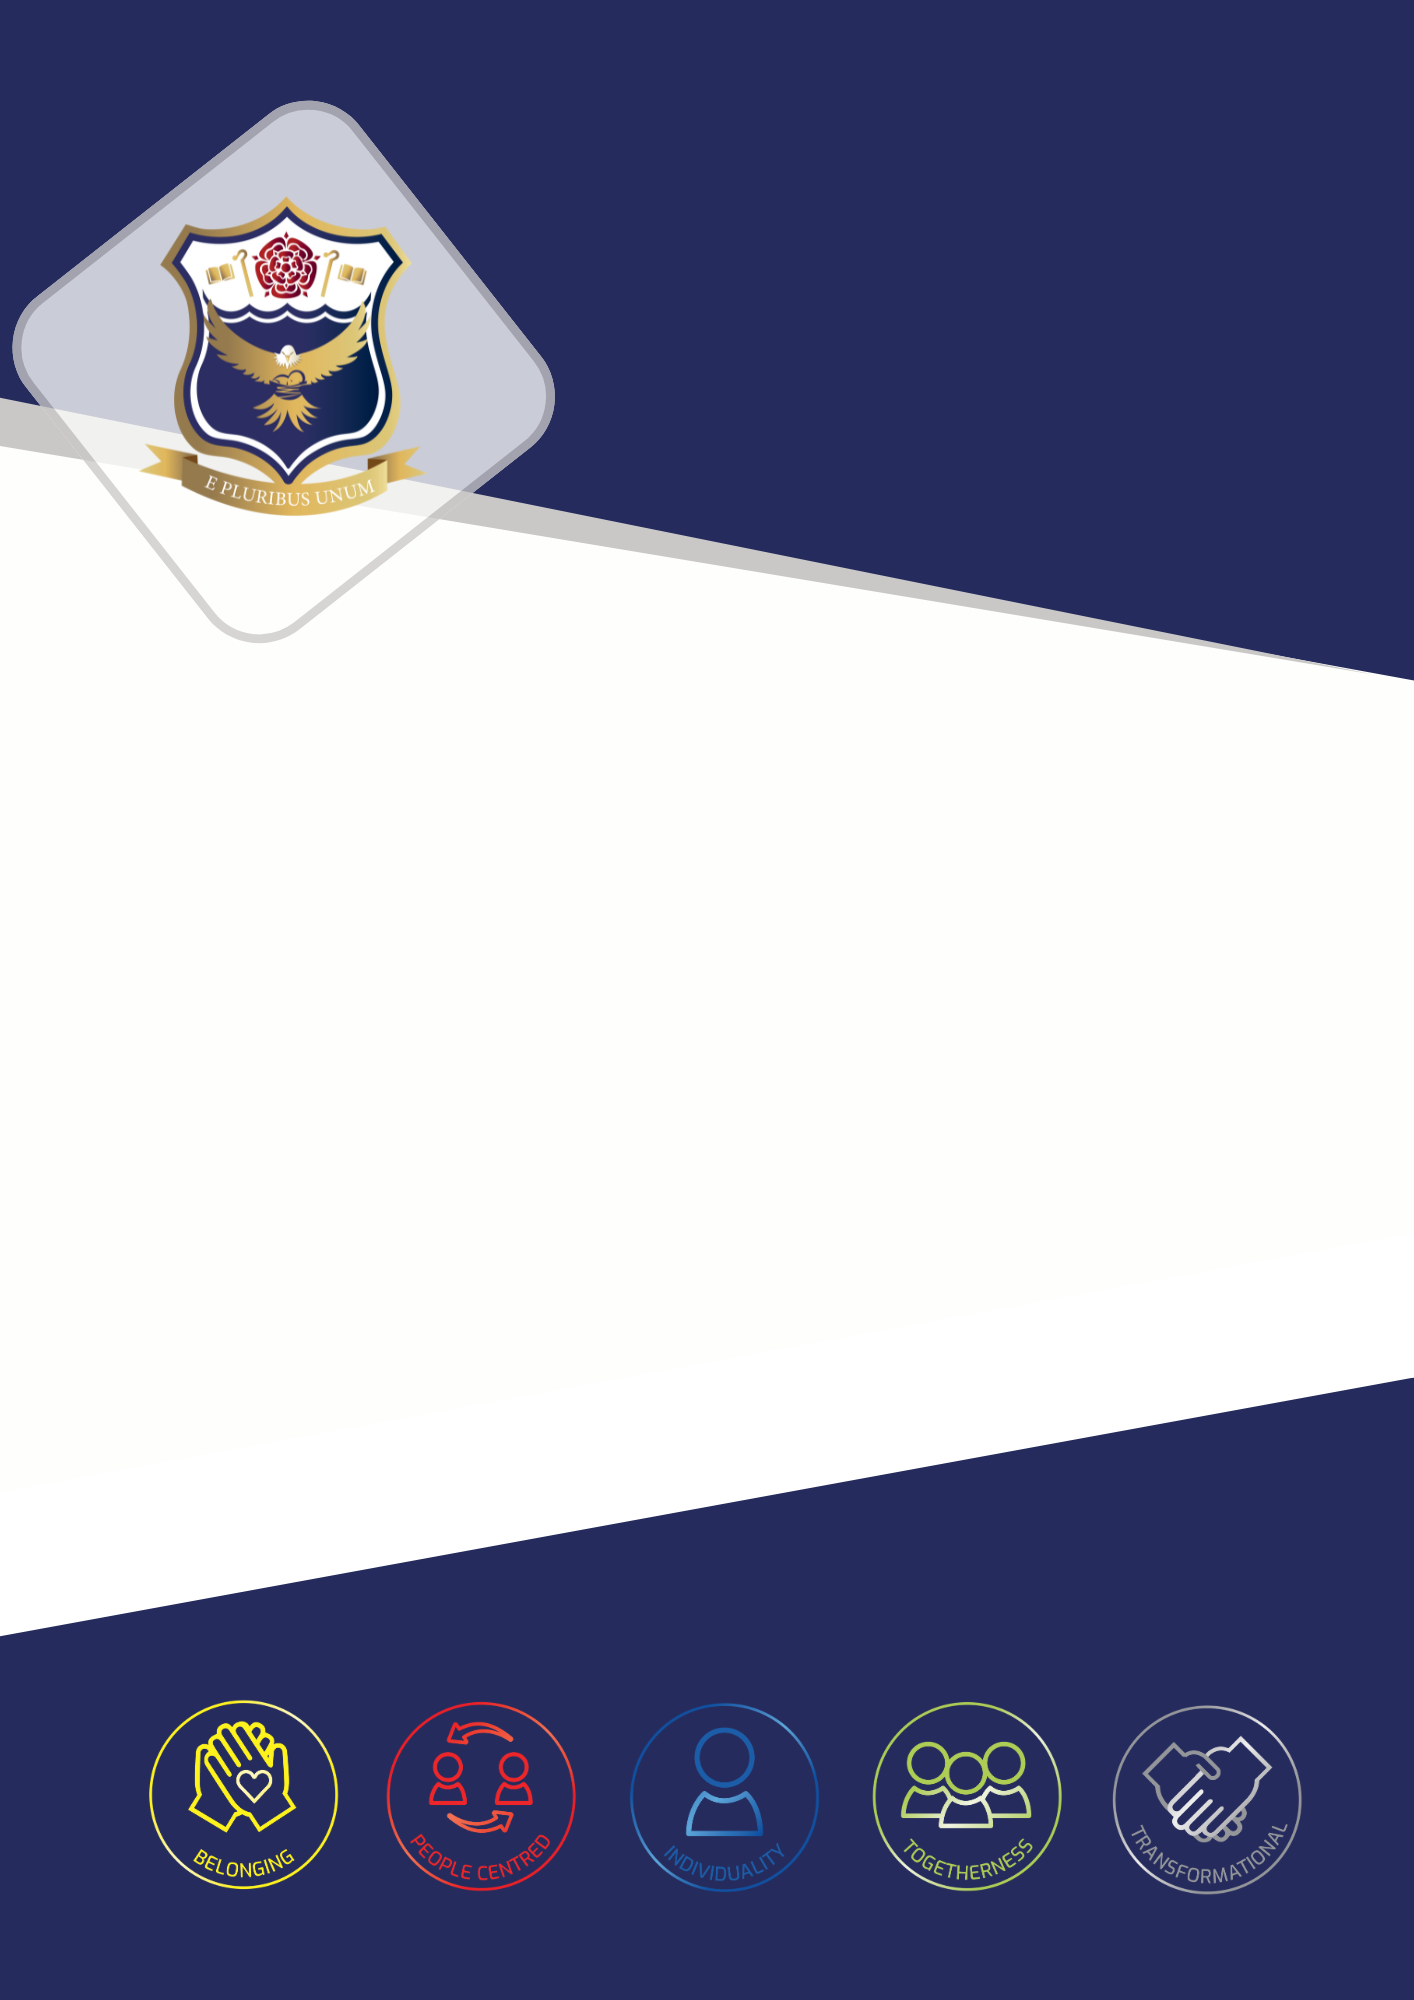 E PLURIBUS UNUM
BELONGING
PEOPLE CENTRED
INDIVIDUALITY
TOGETHERNESS
TRANSFORMATIONAL